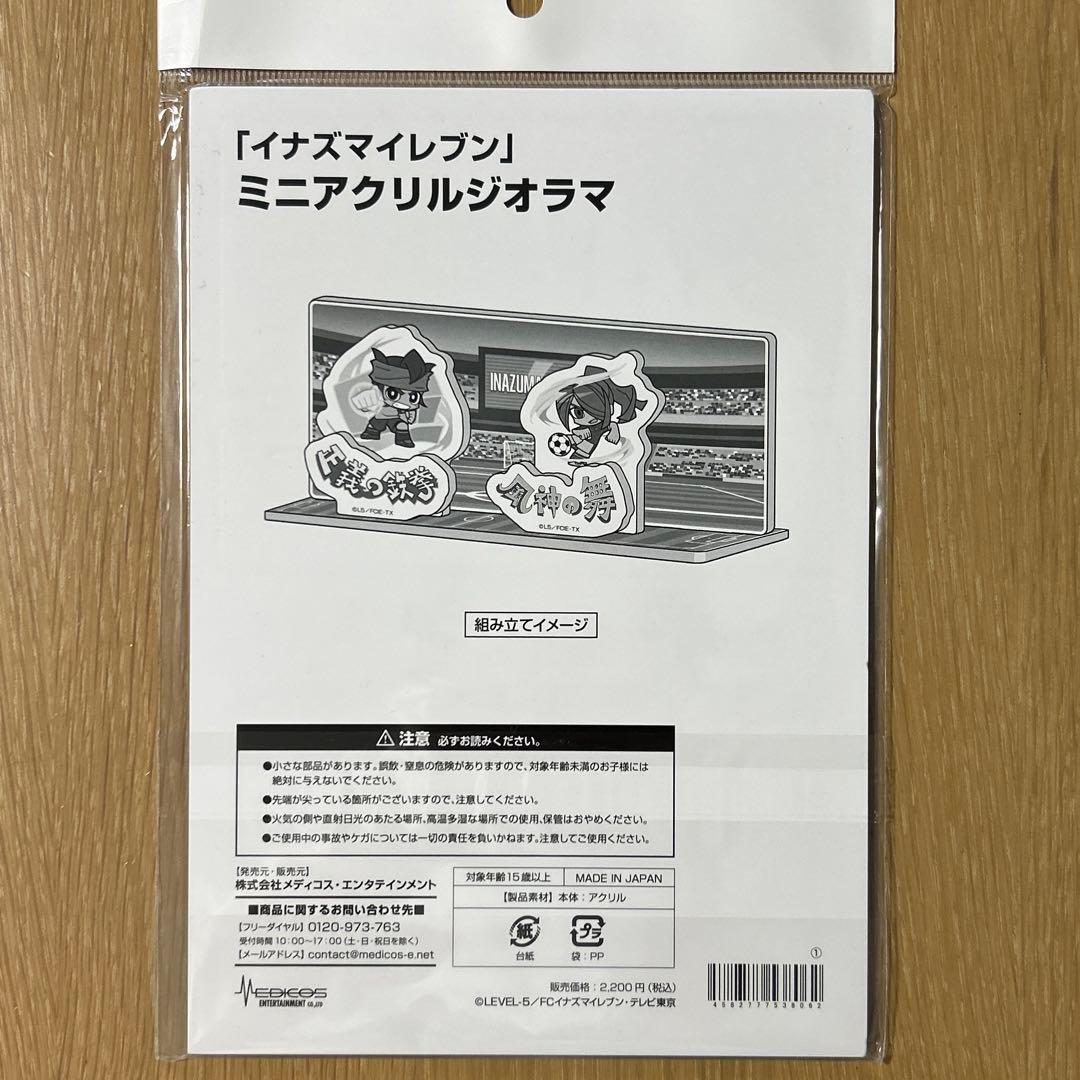 「イナズマイレブン」
ミニアクリルジオラマ
INAZUMA
正義の鉄拳
©L5/FCIE・TX
風神の舞
©L5/FCIE・TX
組み立てイメージ
⚠注意 必ずお読みください。
●小さな部品があります。誤飲・窒息の危険がありますので、対象年齢未満のお子様には
絶対に与えないでください。
●先端が尖っている箇所がございますので、注意してください。
●火気の側や直射日光のあたる場所、高温多湿な場所での使用、保管はおやめください。
●ご使用中の事故やケガについては一切の責任を負いかねます。注意してご使用ください。
【発売元・販売元】
株式会社メディコス・エンタテインメント
■商品に関するお問い合わせ先■
【フリーダイヤル】0120-973-763
受付時間 10:00〜17:00(土・日・祝日を除く)
【メールアドレス】contact@medicos-e.net
MEDICOS
ENTERTAINMENT CO.,LTD
対象年齢15歳以上 MADE IN JAPAN
【製品素材】本体:アクリル
紙 プラ
台紙 袋:PP
販売価格:2,200円(税込)
©LEVEL-5/FCイナズマイレブン・テレビ東京
①
4582777538062